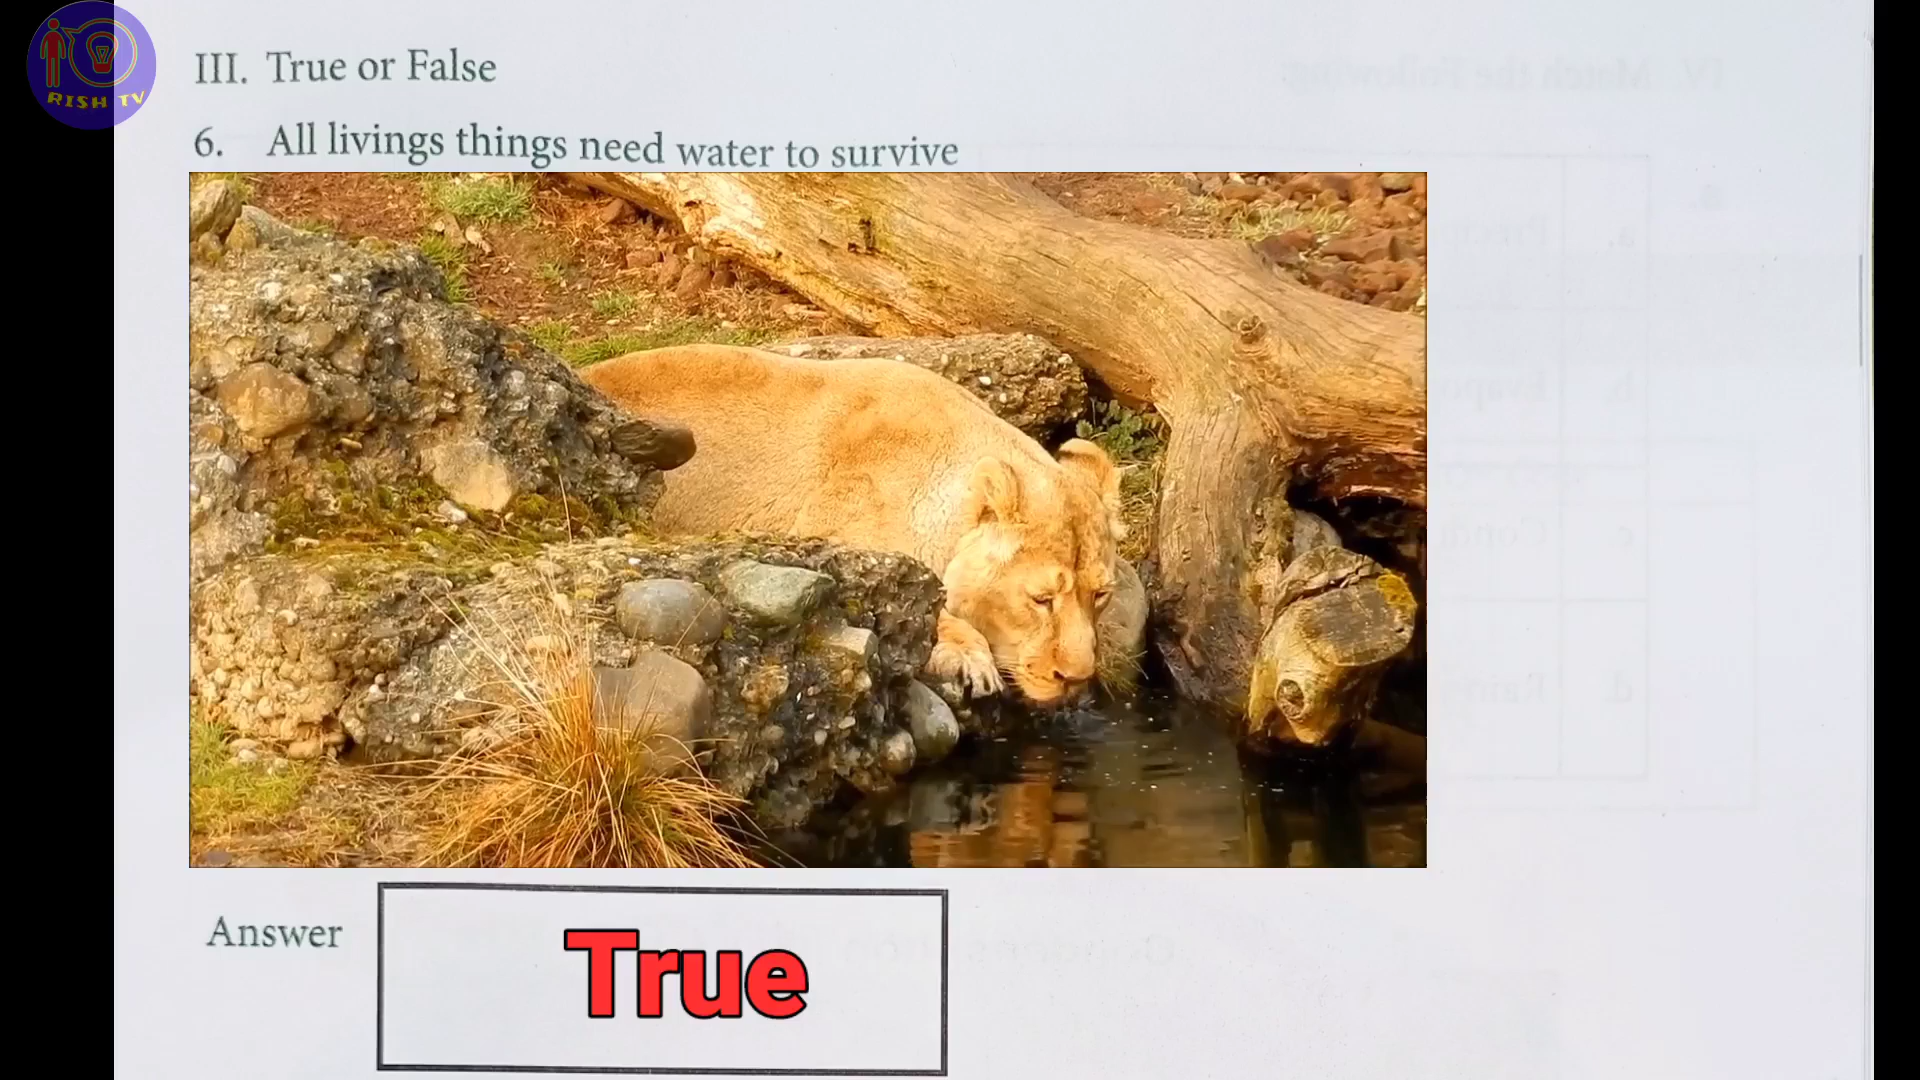 RISH TV
III. True or False
6. All livings things need water to survive
Answer
True